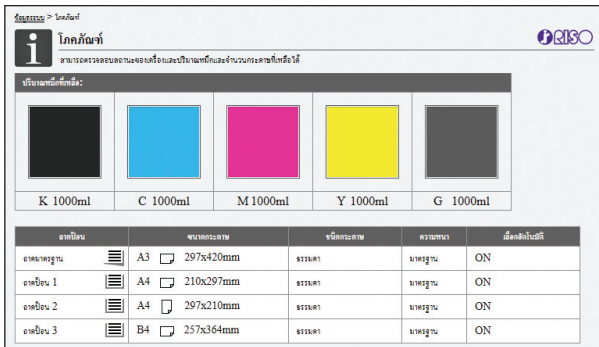 ข้อมูลระบบ > โภคภัณฑ์
โภคภัณฑ์
RISO
สามารถตรวจสอบสถานะของเครื่องและปริมาณหมึกและจำนวนกระดาษที่เหลือได้
ปริมาณหมึกที่เหลือ:
K 1000ml C 1000ml M 1000ml Y 1000ml G 1000ml
ถาดป้อน ขนาดกระดาษ ชนิดกระดาษ ความหนา เลือกอัตโนมัติ
ถาดมาตรฐาน A3 297x420mm ธรรมดา มาตรฐาน ON
ถาดป้อน 1 A4 210x297mm ธรรมดา มาตรฐาน ON
ถาดป้อน 2 A4 297x210mm ธรรมดา มาตรฐาน ON
ถาดป้อน 3 B4 257x364mm ธรรมดา มาตรฐาน ON